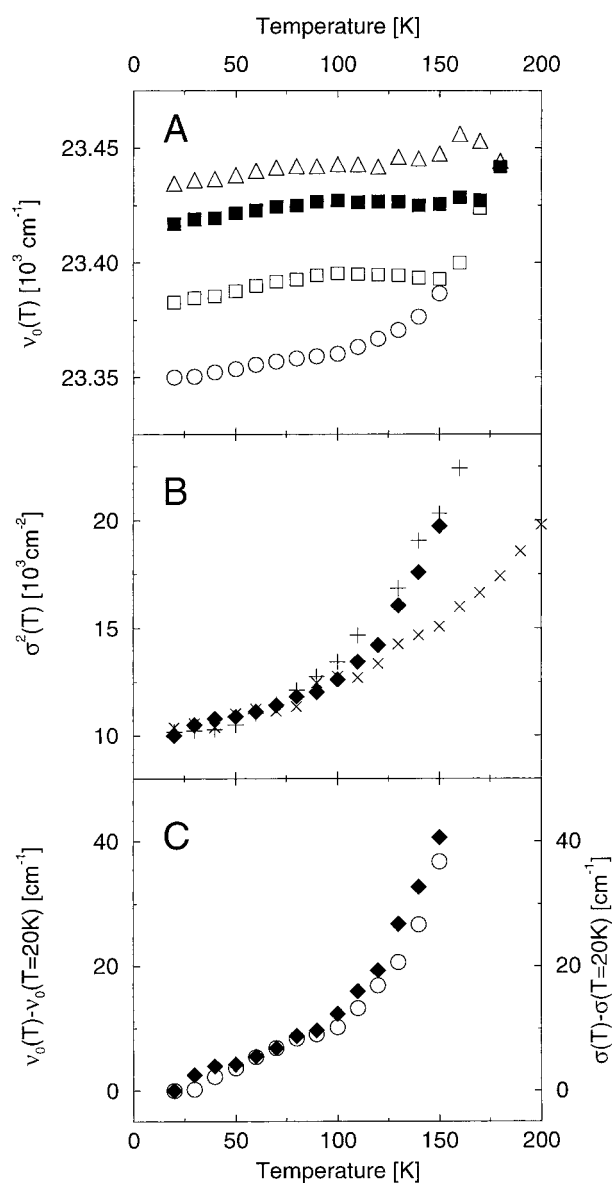 Temperature [K]
0 50 100 150 200
A
23.45
23.40
23.35
ν₀(T) [10³ cm⁻¹]
B
20
15
10
σ²(T) [10³cm⁻²]
C
40
20
0
ν₀(T)-ν₀(T=20K) [cm⁻¹]
40
20
0
σ(T)-σ(T=20K) [cm⁻¹]
0 50 100 150 200
Temperature [K]